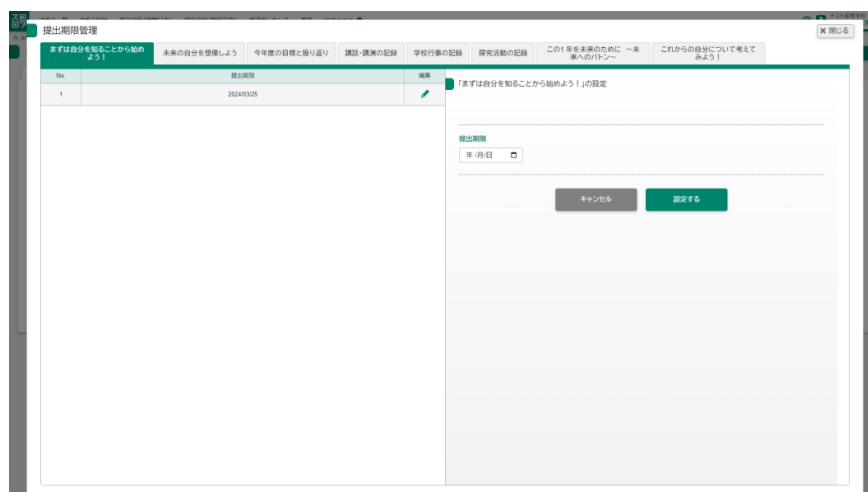 提出期限管理
× 閉じる
まずは自分を知ることから始め
よう！
未来の自分を想像しよう
今年度の目標と振り返り
講話・講演の記録
学校行事の記録
探究活動の記録
この1年を未来のために ～未
来へのバトン～
これからの自分について考えて
みよう！
No.
提出期限
編集
1
2024/03/25
「まずは自分を知ることから始めよう！」の設定
提出期限
年 /月/日
キャンセル
設定する